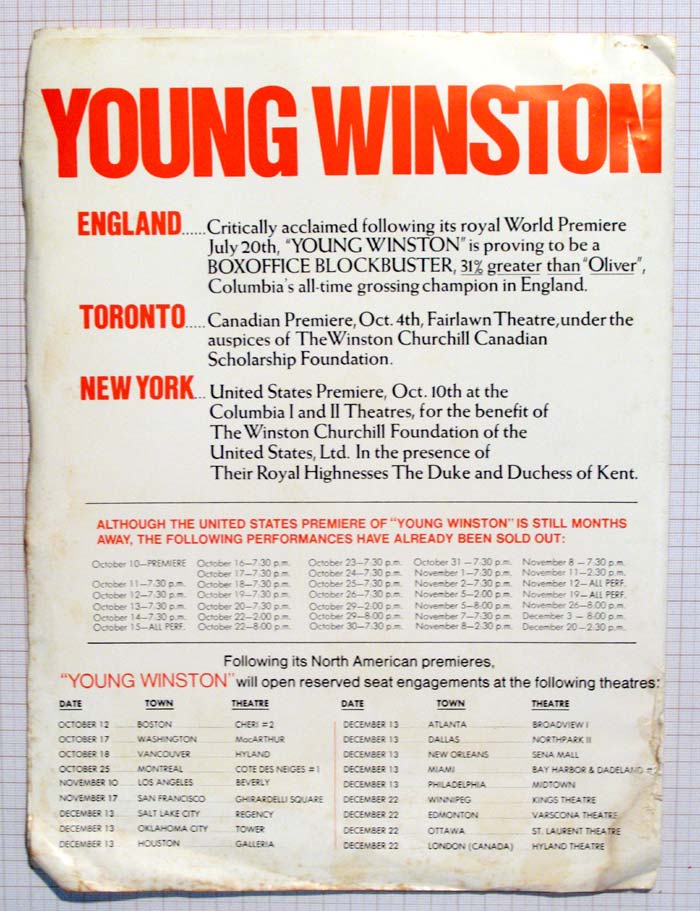 YOUNG WINSTON
ENGLAND......Critically acclaimed following its royal World Premiere
July 20th, "YOUNG WINSTON" is proving to be a
BOXOFFICE BLOCKBUSTER, 31% greater than "Oliver",
Columbia's all-time grossing champion in England.
TORONTO.....Canadian Premiere, Oct. 4th, Fairlawn Theatre, under the
auspices of The Winston Churchill Canadian
Scholarship Foundation.
NEW YORK... United States Premiere, Oct. 10th at the
Columbia I and II Theatres, for the benefit of
The Winston Churchill Foundation of the
United States, Ltd. In the presence of
Their Royal Highnesses The Duke and Duchess of Kent.
ALTHOUGH THE UNITED STATES PREMIERE OF "YOUNG WINSTON" IS STILL MONTHS
AWAY, THE FOLLOWING PERFORMANCES HAVE ALREADY BEEN SOLD OUT:
October 10—PREMIERE
October 11—7:30 p.m.
October 12—7:30 p.m.
October 13—7:30 p.m.
October 14—7:30 p.m.
October 15—ALL PERF.
October 16—7:30 p.m.
October 17—7:30 p.m.
October 18—7:30 p.m.
October 19—7:30 p.m.
October 20—7:30 p.m.
October 22—2:00 p.m.
October 22—8:00 p.m.
October 23—7:30 p.m.
October 24—7:30 p.m.
October 25—7:30 p.m.
October 26—7:30 p.m.
October 29—2:00 p.m.
October 29—8:00 p.m.
October 30—7:30 p.m.
October 31—7:30 p.m.
November 1—7:30 p.m.
November 2—7:30 p.m.
November 5—2:00 p.m.
November 5—8:00 p.m.
November 7—7:30 p.m.
November 8—2:30 p.m.
November 8—7:30 p.m.
November 11—2:30 p.m.
November 12—ALL PERF.
November 19—ALL PERF.
November 26—8:00 p.m.
December 3—8:00 p.m.
December 20—2:30 p.m.
Following its North American premieres,
"YOUNG WINSTON" will open reserved seat engagements at the following theatres:
DATE TOWN THEATRE
OCTOBER 12 BOSTON CHERI #2
OCTOBER 17 WASHINGTON MacARTHUR
OCTOBER 18 VANCOUVER HYLAND
OCTOBER 25 MONTREAL COTE DES NEIGES #1
NOVEMBER 10 LOS ANGELES BEVERLY
NOVEMBER 17 SAN FRANCISCO GHIRARDELLI SQUARE
DECEMBER 13 SALT LAKE CITY REGENCY
DECEMBER 13 OKLAHOMA CITY TOWER
DECEMBER 13 HOUSTON GALLERIA
DATE TOWN THEATRE
DECEMBER 13 ATLANTA BROADVIEW I
DECEMBER 13 DALLAS NORTHPARK II
DECEMBER 13 NEW ORLEANS SENA MALL
DECEMBER 13 MIAMI BAY HARBOR & DADELAND #2
DECEMBER 13 PHILADELPHIA MIDTOWN
DECEMBER 22 WINNIPEG KINGS THEATRE
DECEMBER 22 EDMONTON VARSCONA THEATRE
DECEMBER 22 OTTAWA ST. LAURENT THEATRE
DECEMBER 22 LONDON (CANADA) HYLAND THEATRE